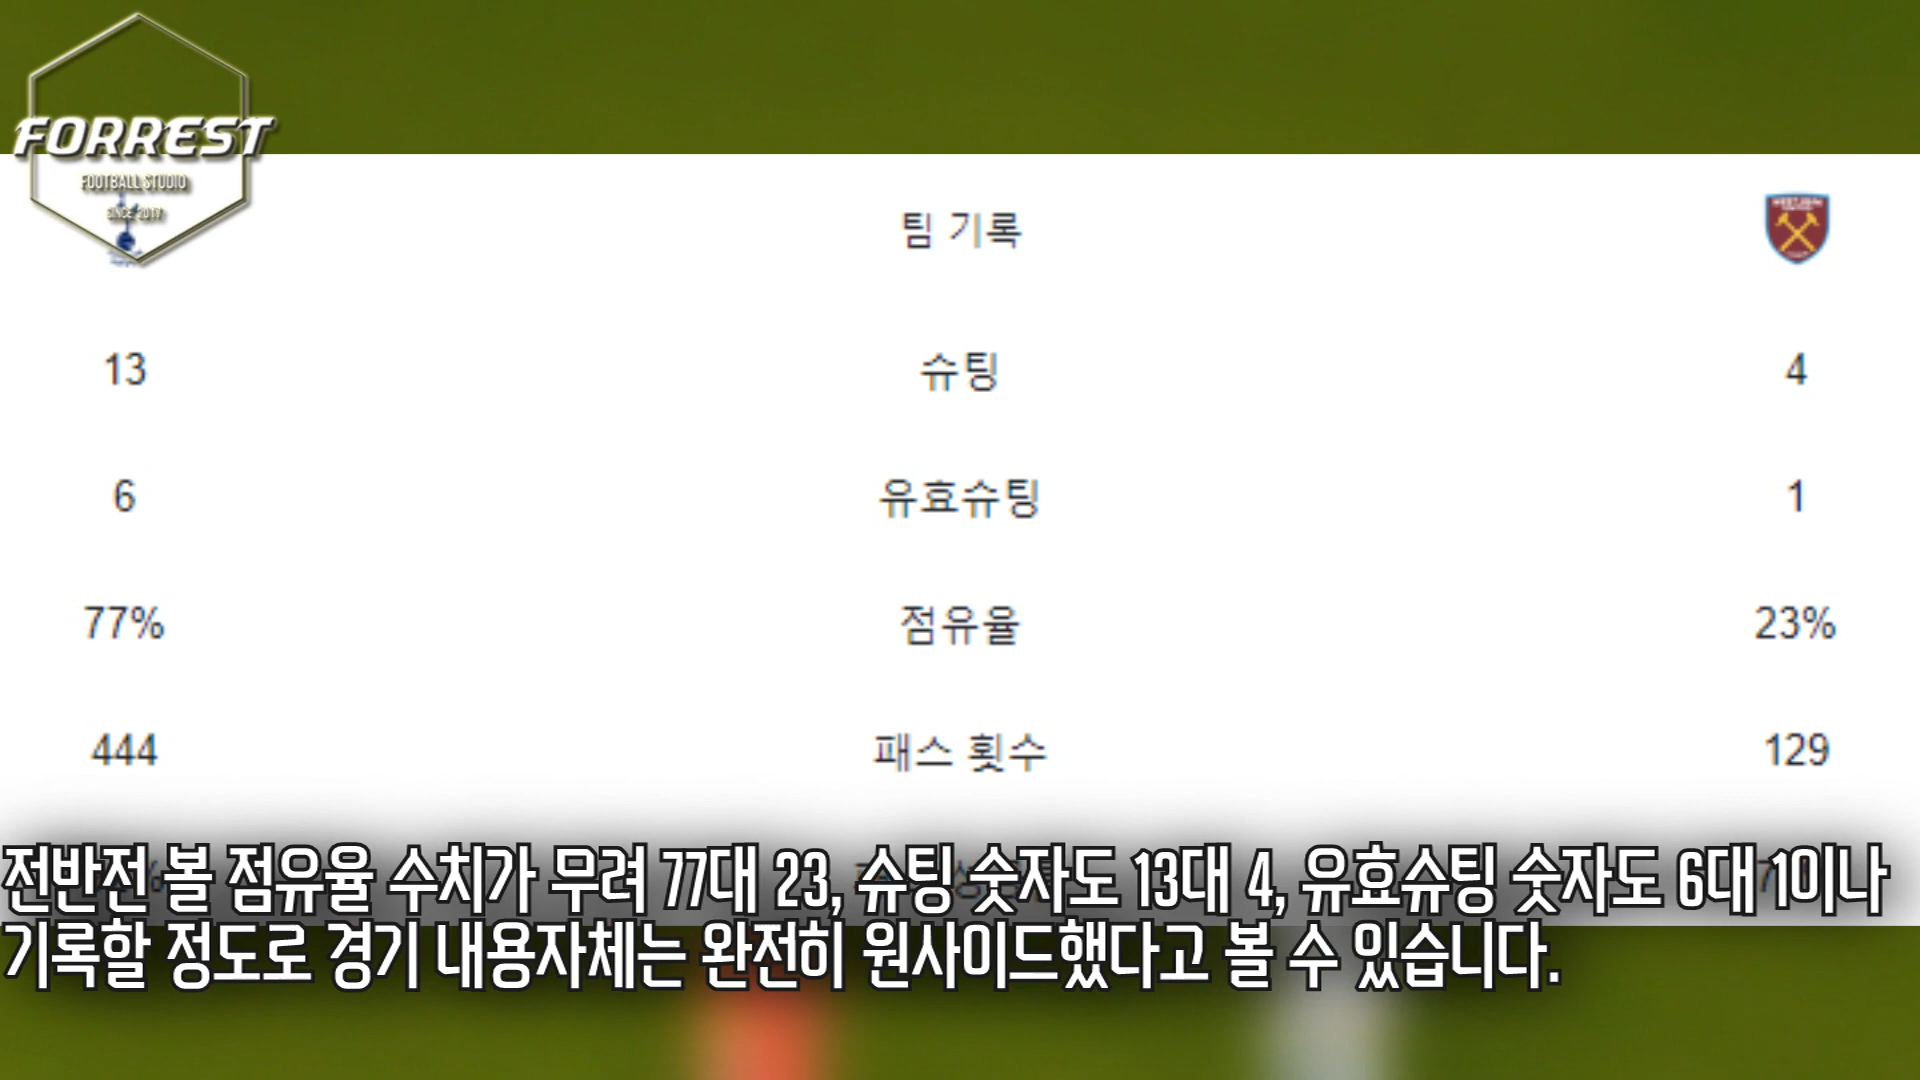 FORREST
FOOTBALL STUDIO
SINCE 2017
팀 기록
13 슈팅 4
6 유효슈팅 1
77% 점유율 23%
444 패스 횟수 129
전반전 볼 점유율 수치가 무려 77대 23, 슈팅 숫자도 13대 4, 유효슈팅 숫자도 6대 1이나
기록할 정도로 경기 내용자체는 완전히 원사이드했다고 볼 수 있습니다.